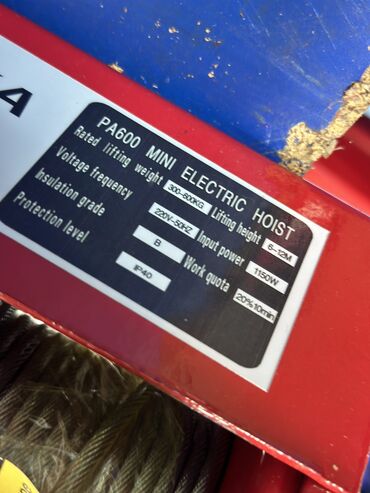 KA
PA600 MINI ELECTRIC HOIST
Rated lifting weight 300-600KG Lifting height 6-12M
Voltage frequency 220V~50HZ Input power 1150W
Insulation grade B Work quota 20%10min
Protection level IP40